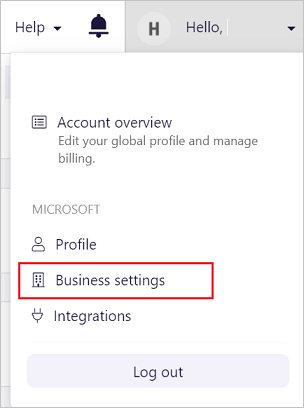 Help
H
Hello,
Account overview
Edit your global profile and manage
billing.
MICROSOFT
Profile
Business settings
Integrations
Log out